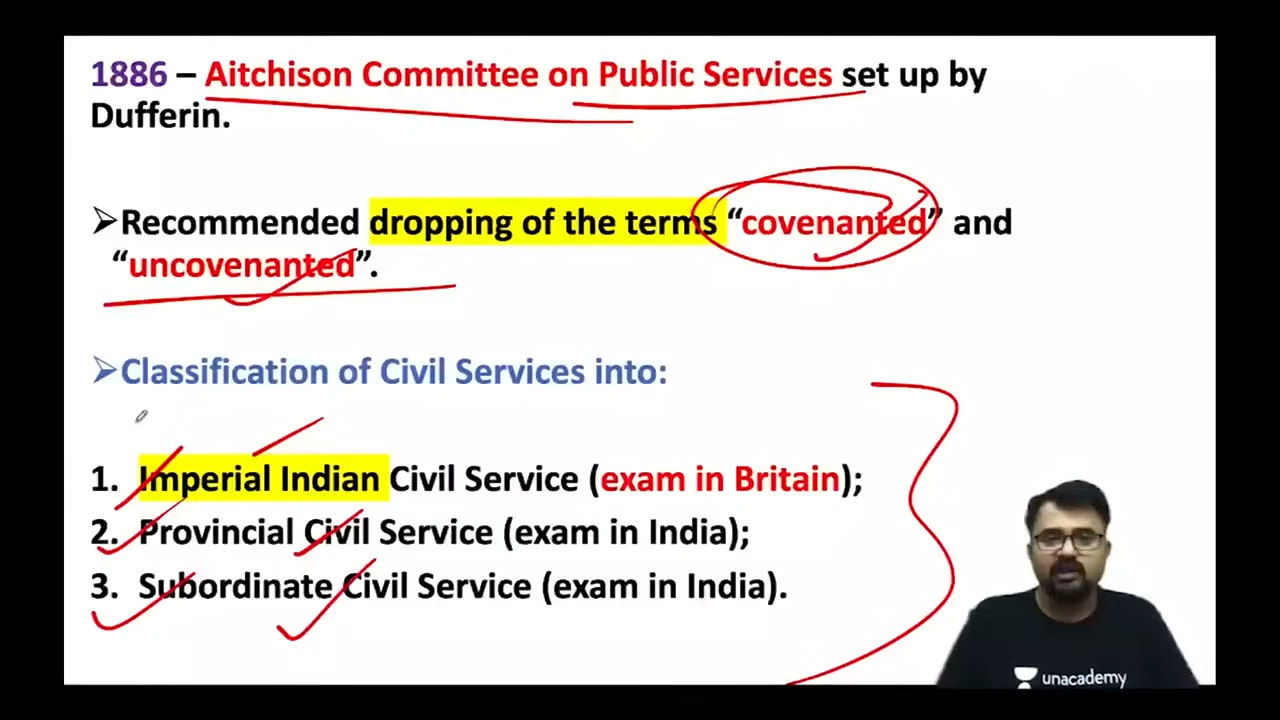 1886 – Aitchison Committee on Public Services set up by
Dufferin.
➢Recommended dropping of the terms “covenanted” and
“uncovenanted”.
➢Classification of Civil Services into:
1. Imperial Indian Civil Service (exam in Britain);
2. Provincial Civil Service (exam in India);
3. Subordinate Civil Service (exam in India).
unacademy